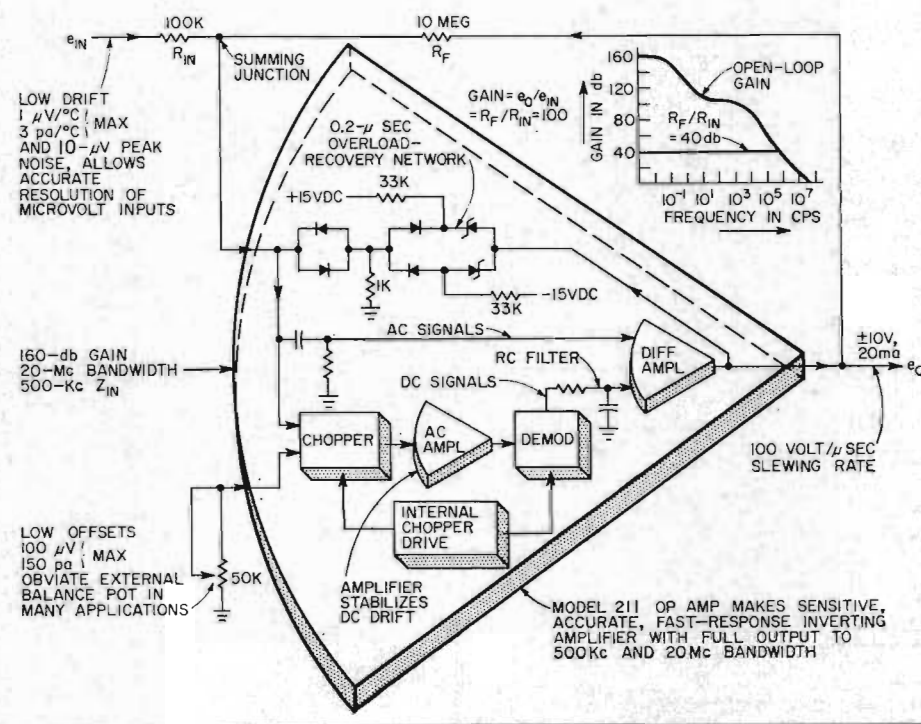 100K
10 MEG
eIN
RIN
RF
SUMMING
JUNCTION
LOW DRIFT
1 μV/°C
3 pa/°C
MAX
AND 10-μV PEAK
NOISE, ALLOWS
ACCURATE
RESOLUTION OF
MICROVOLT INPUTS
GAIN = eO/eIN
= RF/RIN = 100
160
120
80
40
GAIN IN db
OPEN-LOOP
GAIN
RF/RIN
= 40db
10⁻¹ 10¹ 10³ 10⁵ 10⁷
FREQUENCY IN CPS
0.2-μ SEC
OVERLOAD-
RECOVERY NETWORK
33K
+15VDC
1K
33K
-15VDC
AC SIGNALS
RC FILTER
DC SIGNALS
DIFF
AMPL
±10V,
20ma
eO
160-db GAIN
20-Mc BANDWIDTH
500-Kc ZIN
CHOPPER
AC
AMPL
DEMOD
100 VOLT/μ SEC
SLEWING RATE
INTERNAL
CHOPPER
DRIVE
LOW OFFSETS
100 μV
150 pa
MAX
OBVIATE EXTERNAL
BALANCE POT IN
MANY APPLICATIONS
50K
AMPLIFIER
STABILIZES
DC DRIFT
MODEL 211 OP AMP MAKES SENSITIVE,
ACCURATE, FAST-RESPONSE INVERTING
AMPLIFIER WITH FULL OUTPUT TO
500Kc AND 20Mc BANDWIDTH